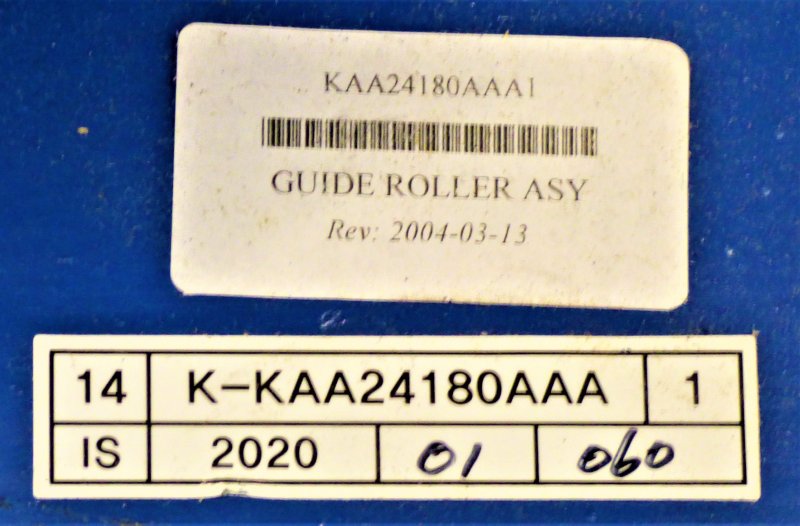 KAA24180AAA1
GUIDE ROLLER ASY
Rev: 2004-03-13
14 K-KAA24180AAA 1
IS 2020 01 060